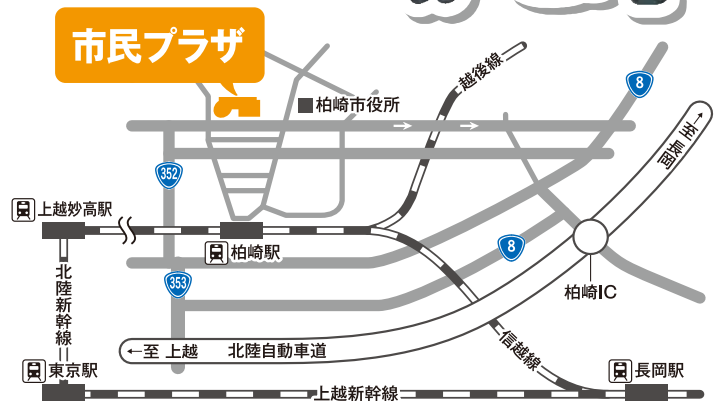 市民プラザ
柏崎市役所
越後線
8
→ →
至 長岡→
352
上越妙高駅
柏崎駅
8
353
柏崎IC
北陸新幹線
←至 上越 北陸自動車道
信越線
東京駅
長岡駅
上越新幹線